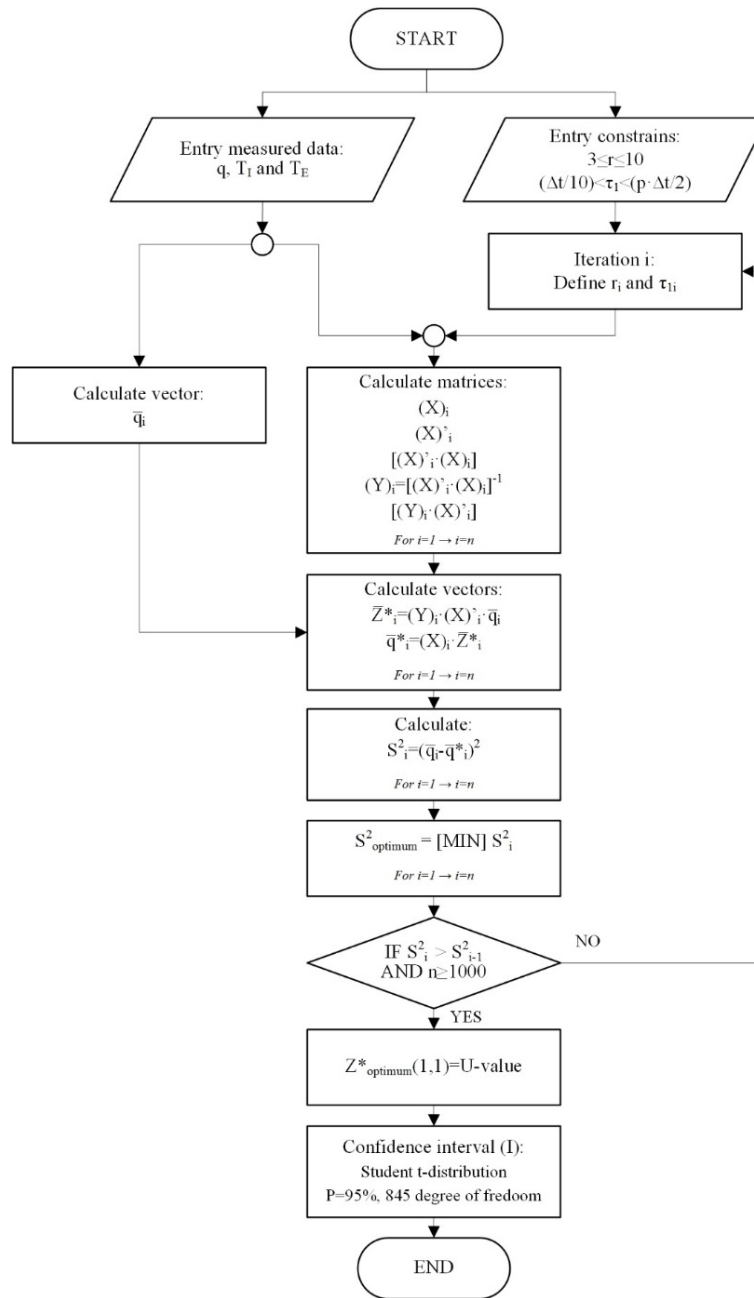 START
Entry measured data:
q, T_I and T_E
Entry constrains:
3≤r≤10
(Δt/10)<τ₁<(p·Δt/2)
Iteration i:
Define r_i and τ_1i
Calculate vector:
q̅_i
Calculate matrices:
(X)_i
(X)’_i
[(X)’_i·(X)_i]
(Y)_i=[(X)’_i·(X)_i]^-1
[(Y)_i·(X)’_i]
For i=1 → i=n
Calculate vectors:
Z̅*_i=(Y)_i·(X)’_i·q̅_i
q̅*_i=(X)_i·Z̅*_i
For i=1 → i=n
Calculate:
S²_i=(q̅_i-q̅*_i)²
For i=1 → i=n
S²_optimum = [MIN] S²_i
For i=1 → i=n
IF S²_i > S²_i-1
AND n≥1000
NO
YES
Z*_optimum(1,1)=U-value
Confidence interval (I):
Student t-distribution
P=95%, 845 degree of fredoom
END